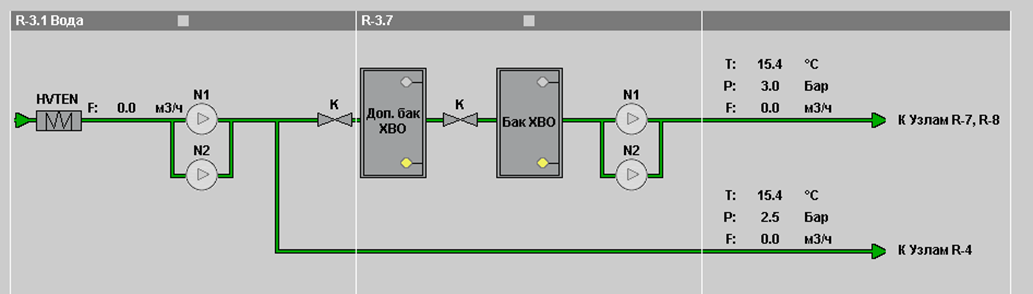 R-3.1 Вода
R-3.7
HVTEN
F: 0.0 м3/ч
N1
N2
K
Доп. бак
ХВО
K
Бак ХВО
N1
N2
T: 15.4 °C
P: 3.0 Бар
F: 0.0 м3/ч
К Узлам R-7, R-8
T: 15.4 °C
P: 2.5 Бар
F: 0.0 м3/ч
К Узлам R-4